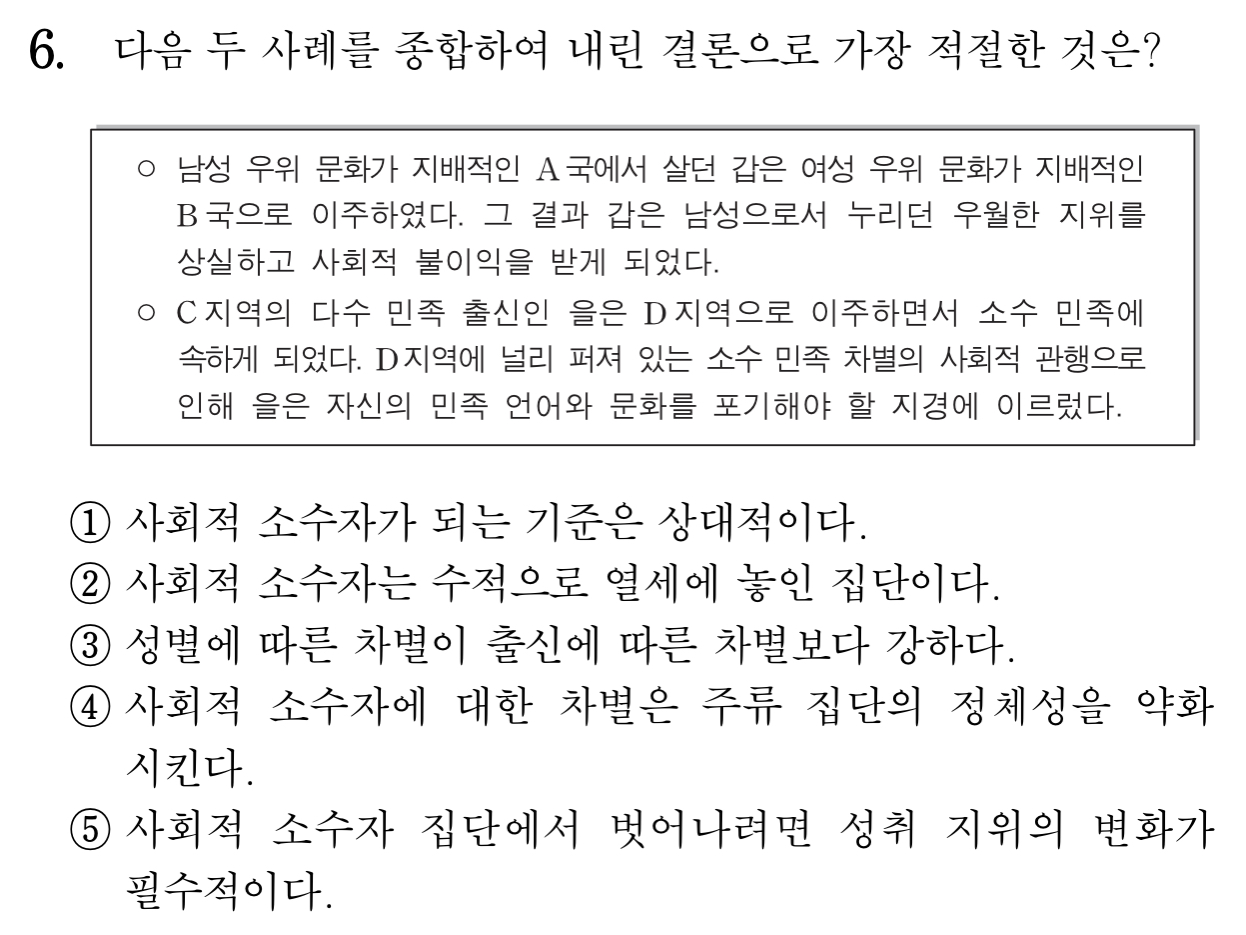 6. 다음 두 사례를 종합하여 내린 결론으로 가장 적절한 것은?
○ 남성 우위 문화가 지배적인 A국에서 살던 갑은 여성 우위 문화가 지배적인
B국으로 이주하였다. 그 결과 갑은 남성으로서 누리던 우월한 지위를
상실하고 사회적 불이익을 받게 되었다.
○ C지역의 다수 민족 출신인 을은 D지역으로 이주하면서 소수 민족에
속하게 되었다. D지역에 널리 퍼져 있는 소수 민족 차별의 사회적 관행으로
인해 을은 자신의 민족 언어와 문화를 포기해야 할 지경에 이르렀다.
① 사회적 소수자가 되는 기준은 상대적이다.
② 사회적 소수자는 수적으로 열세에 놓인 집단이다.
③ 성별에 따른 차별이 출신에 따른 차별보다 강하다.
④ 사회적 소수자에 대한 차별은 주류 집단의 정체성을 약화
시킨다.
⑤ 사회적 소수자 집단에서 벗어나려면 성취 지위의 변화가
필수적이다.